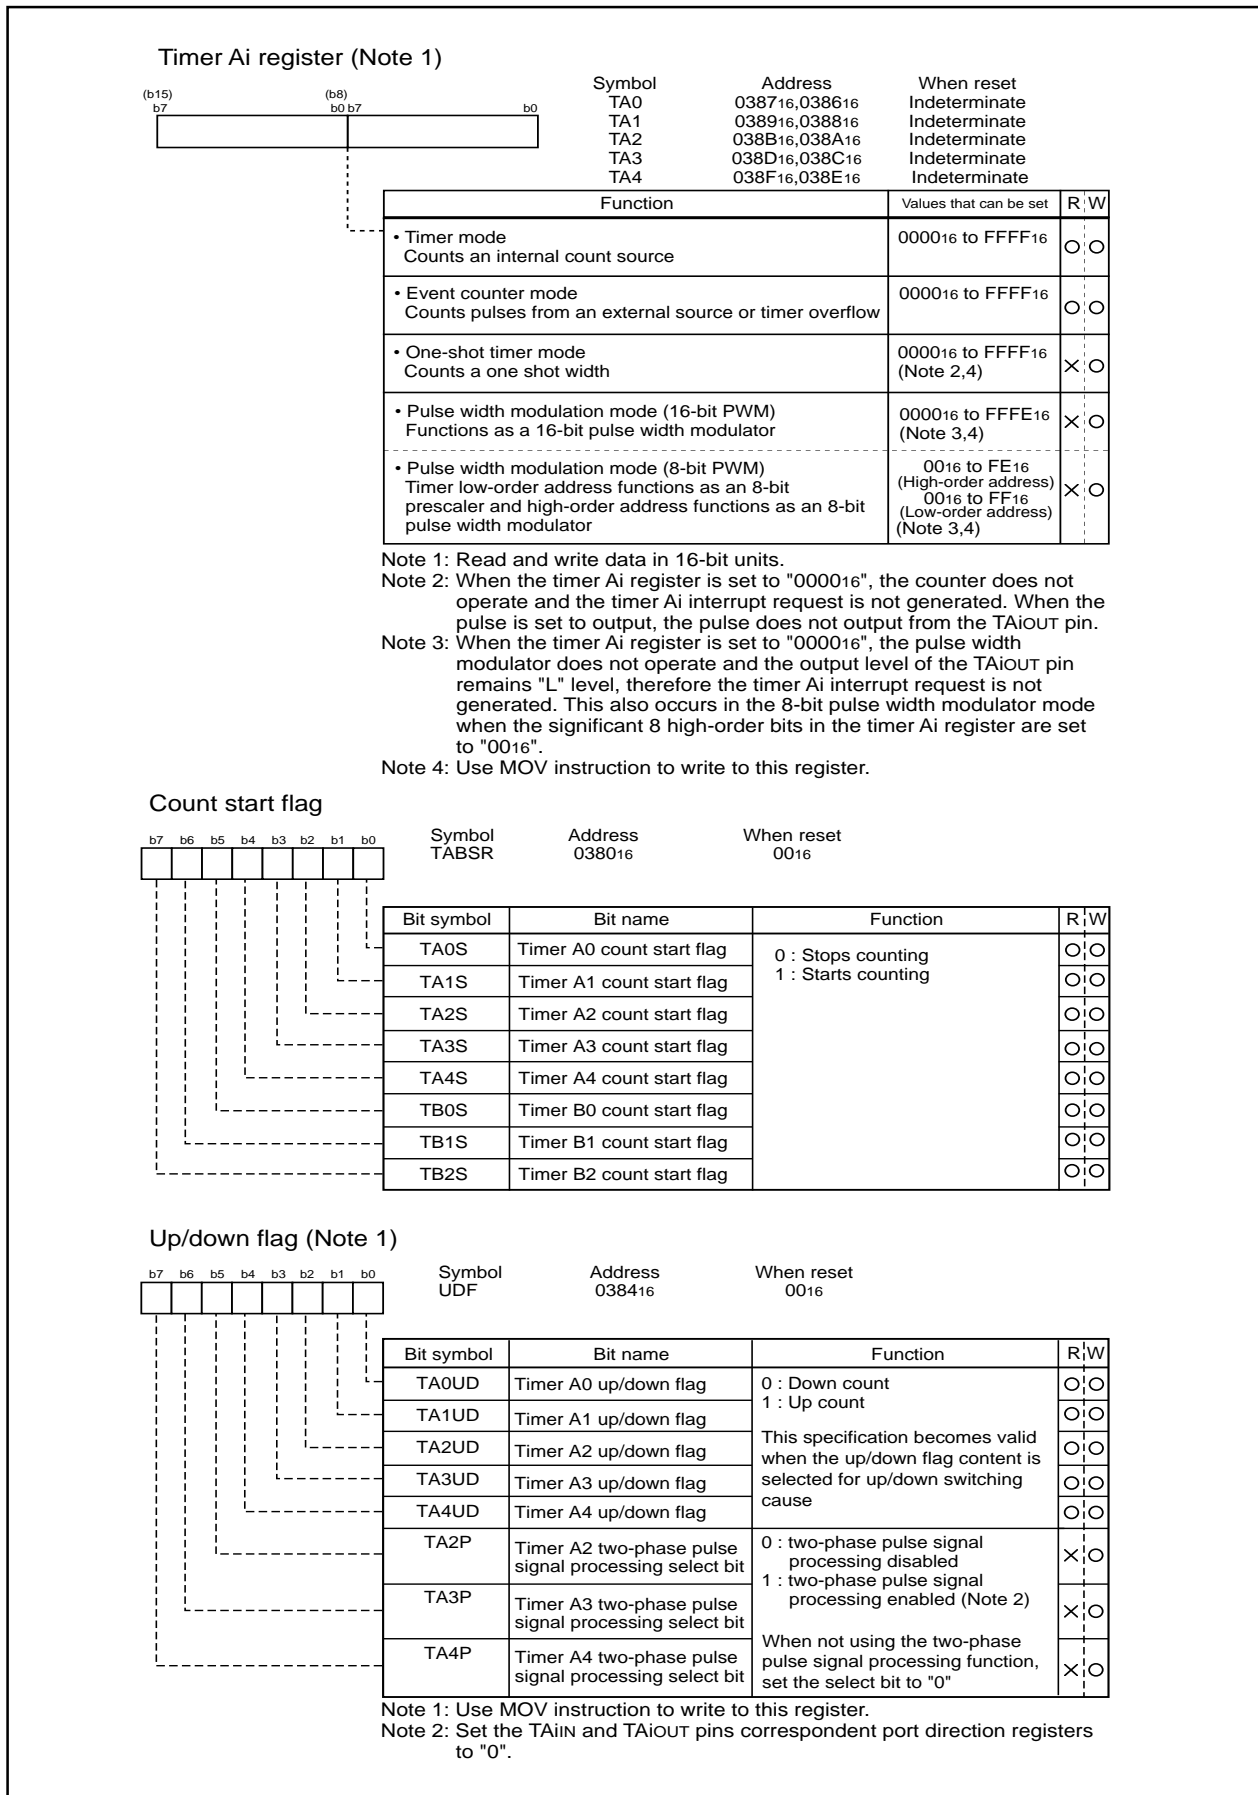 Timer Ai register (Note 1)
Symbol Address When reset
(b15) (b8)
b7 b0 b7 b0
TA0 038716,038616 Indeterminate
TA1 038916,038816 Indeterminate
TA2 038B16,038A16 Indeterminate
TA3 038D16,038C16 Indeterminate
TA4 038F16,038E16 Indeterminate
Function Values that can be set R W
• Timer mode 000016 to FFFF16
Counts an internal count source
• Event counter mode 000016 to FFFF16
Counts pulses from an external source or timer overflow
• One-shot timer mode 000016 to FFFF16
Counts a one shot width (Note 2,4)
• Pulse width modulation mode (16-bit PWM) 000016 to FFFE16
Functions as a 16-bit pulse width modulator (Note 3,4)
• Pulse width modulation mode (8-bit PWM) 0016 to FE16
Timer low-order address functions as an 8-bit (High-order address)
prescaler and high-order address functions as an 8-bit 0016 to FF16
(Low-order address)
pulse width modulator (Note 3,4)
Note 1: Read and write data in 16-bit units.
Note 2: When the timer Ai register is set to "000016", the counter does not
operate and the timer Ai interrupt request is not generated. When the
pulse is set to output, the pulse does not output from the TAiOUT pin.
Note 3: When the timer Ai register is set to "000016", the pulse width
modulator does not operate and the output level of the TAiOUT pin
remains "L" level, therefore the timer Ai interrupt request is not
generated. This also occurs in the 8-bit pulse width modulator mode
when the significant 8 high-order bits in the timer Ai register are set
to "0016".
Note 4: Use MOV instruction to write to this register.
Count start flag
b7 b6 b5 b4 b3 b2 b1 b0 Symbol Address When reset
TABSR 038016 0016
Bit symbol Bit name Function R W
TA0S Timer A0 count start flag 0 : Stops counting
TA1S Timer A1 count start flag 1 : Starts counting
TA2S Timer A2 count start flag
TA3S Timer A3 count start flag
TA4S Timer A4 count start flag
TB0S Timer B0 count start flag
TB1S Timer B1 count start flag
TB2S Timer B2 count start flag
Up/down flag (Note 1)
b7 b6 b5 b4 b3 b2 b1 b0 Symbol Address When reset
UDF 038416 0016
Bit symbol Bit name Function R W
TA0UD Timer A0 up/down flag 0 : Down count
1 : Up count
TA1UD Timer A1 up/down flag
This specification becomes valid
TA2UD Timer A2 up/down flag when the up/down flag content is
TA3UD Timer A3 up/down flag selected for up/down switching
cause
TA4UD Timer A4 up/down flag
TA2P Timer A2 two-phase pulse 0 : two-phase pulse signal
signal processing select bit processing disabled
1 : two-phase pulse signal
TA3P Timer A3 two-phase pulse processing enabled (Note 2)
signal processing select bit
When not using the two-phase
TA4P Timer A4 two-phase pulse pulse signal processing function,
signal processing select bit set the select bit to "0"
Note 1: Use MOV instruction to write to this register.
Note 2: Set the TAiIN and TAiOUT pins correspondent port direction registers
to "0".